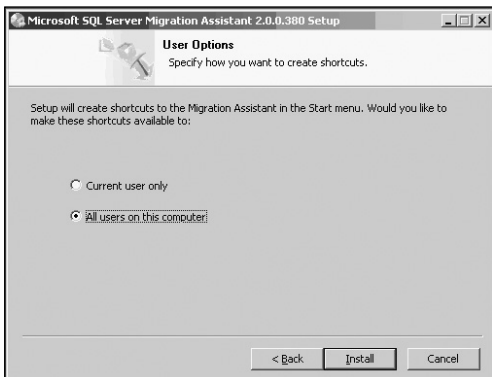 Microsoft SQL Server Migration Assistant 2.0.0.380 Setup
User Options
Specify how you want to create shortcuts.
Setup will create shortcuts to the Migration Assistant in the Start menu. Would you like to
make these shortcuts available to:
Current user only
All users on this computer
< Back
Install
Cancel